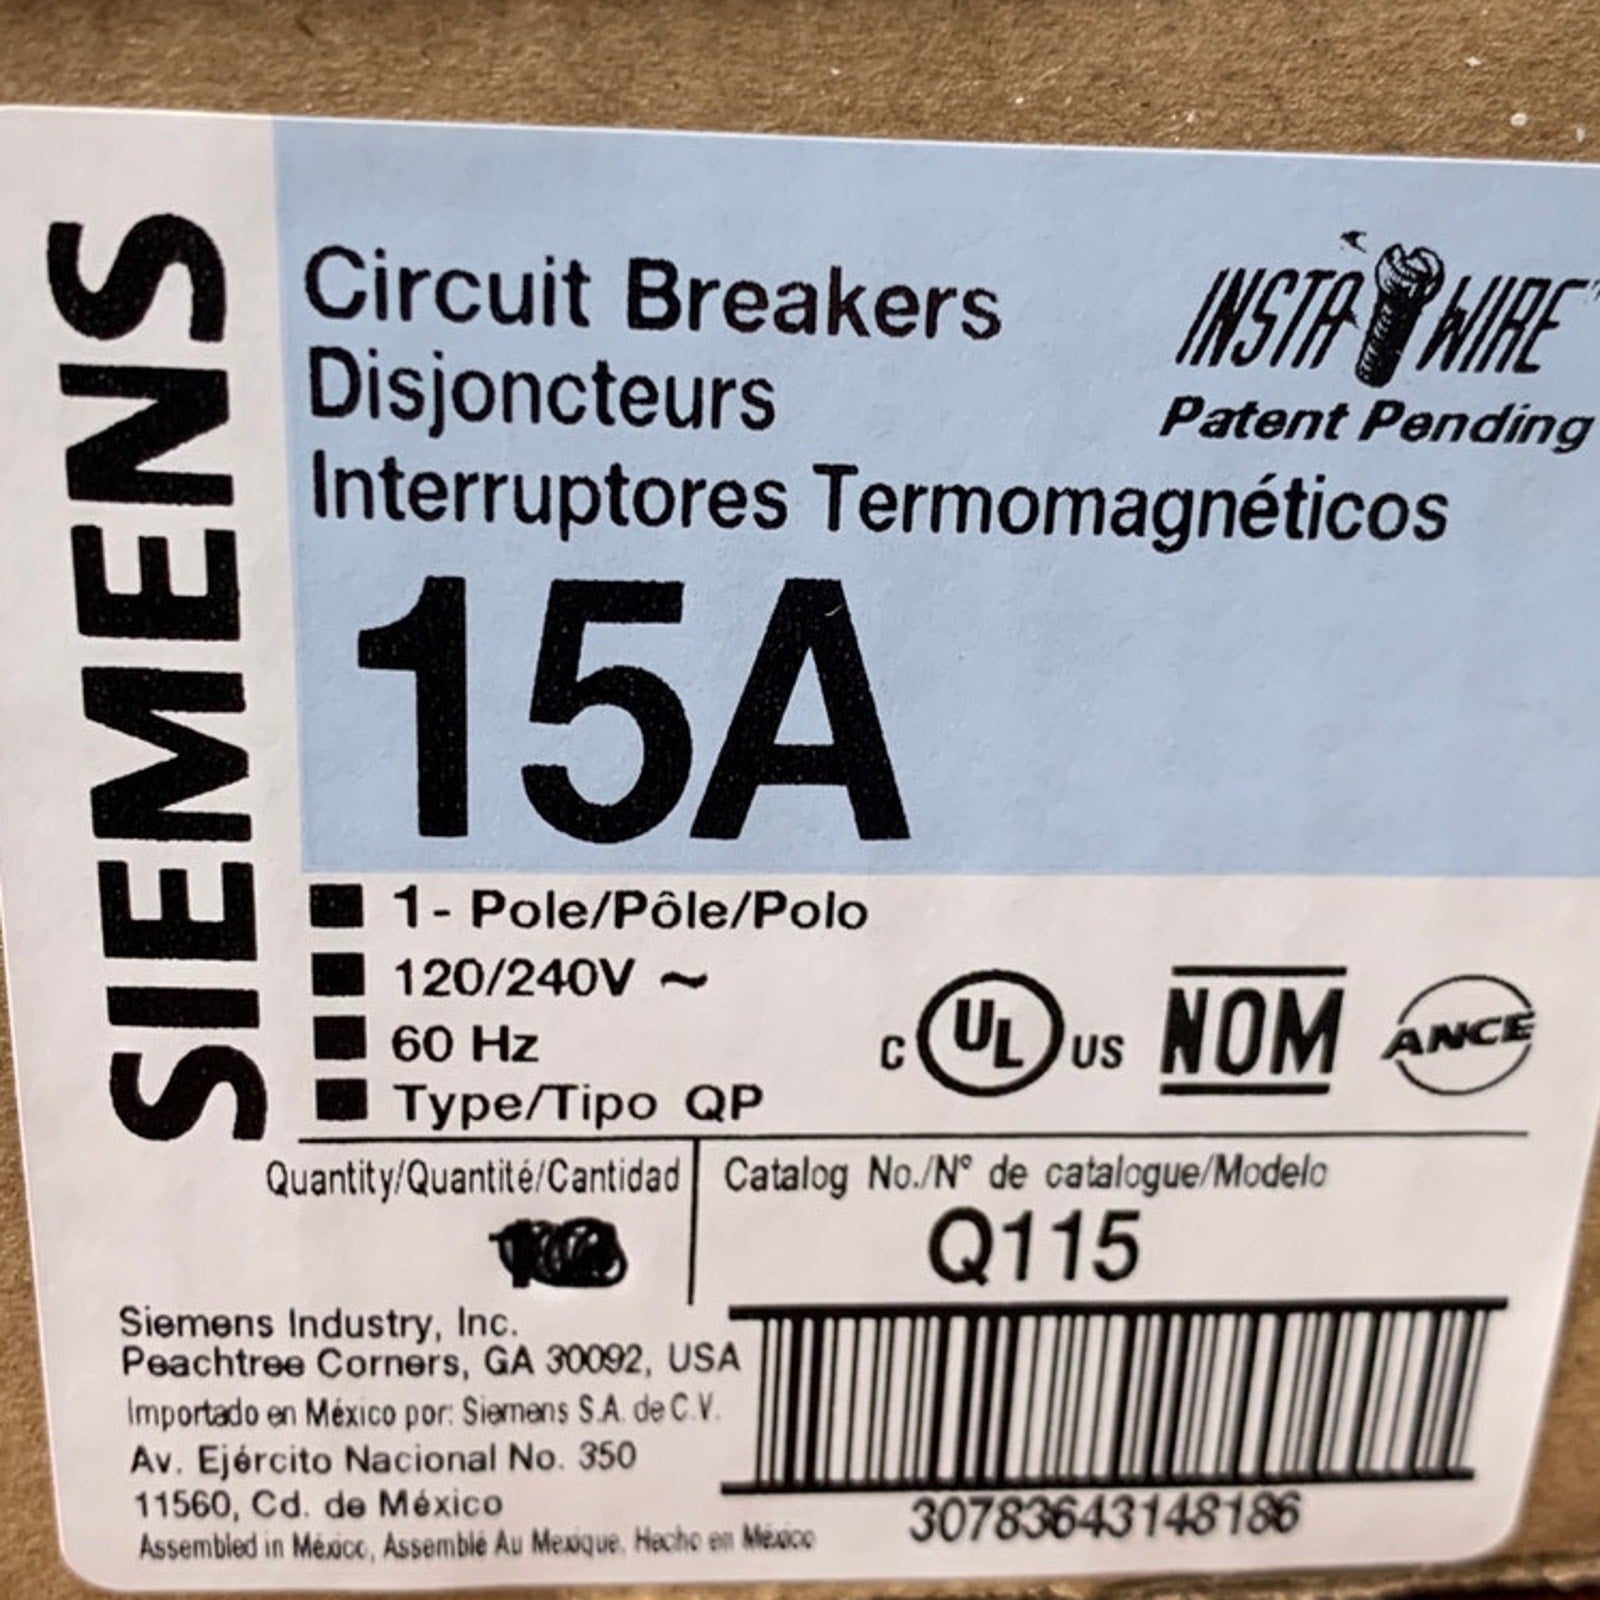 SIEMENS
Circuit Breakers
Disjoncteurs
Interruptores Termomagnéticos
INSTA WIRE™
Patent Pending
15A
1- Pole/Pôle/Polo
120/240V ~
60 Hz
Type/Tipo QP
C UL US NOM ANCE
Quantity/Quantité/Cantidad
Catalog No./N° de catalogue/Modelo
Q115
Siemens Industry, Inc.
Peachtree Corners, GA 30092, USA
Importado en México por: Siemens S.A. de C.V.
Av. Ejército Nacional No. 350
11560, Cd. de México
Assembled in México, Assemblé Au Mexique, Hecho en México
30783643148186